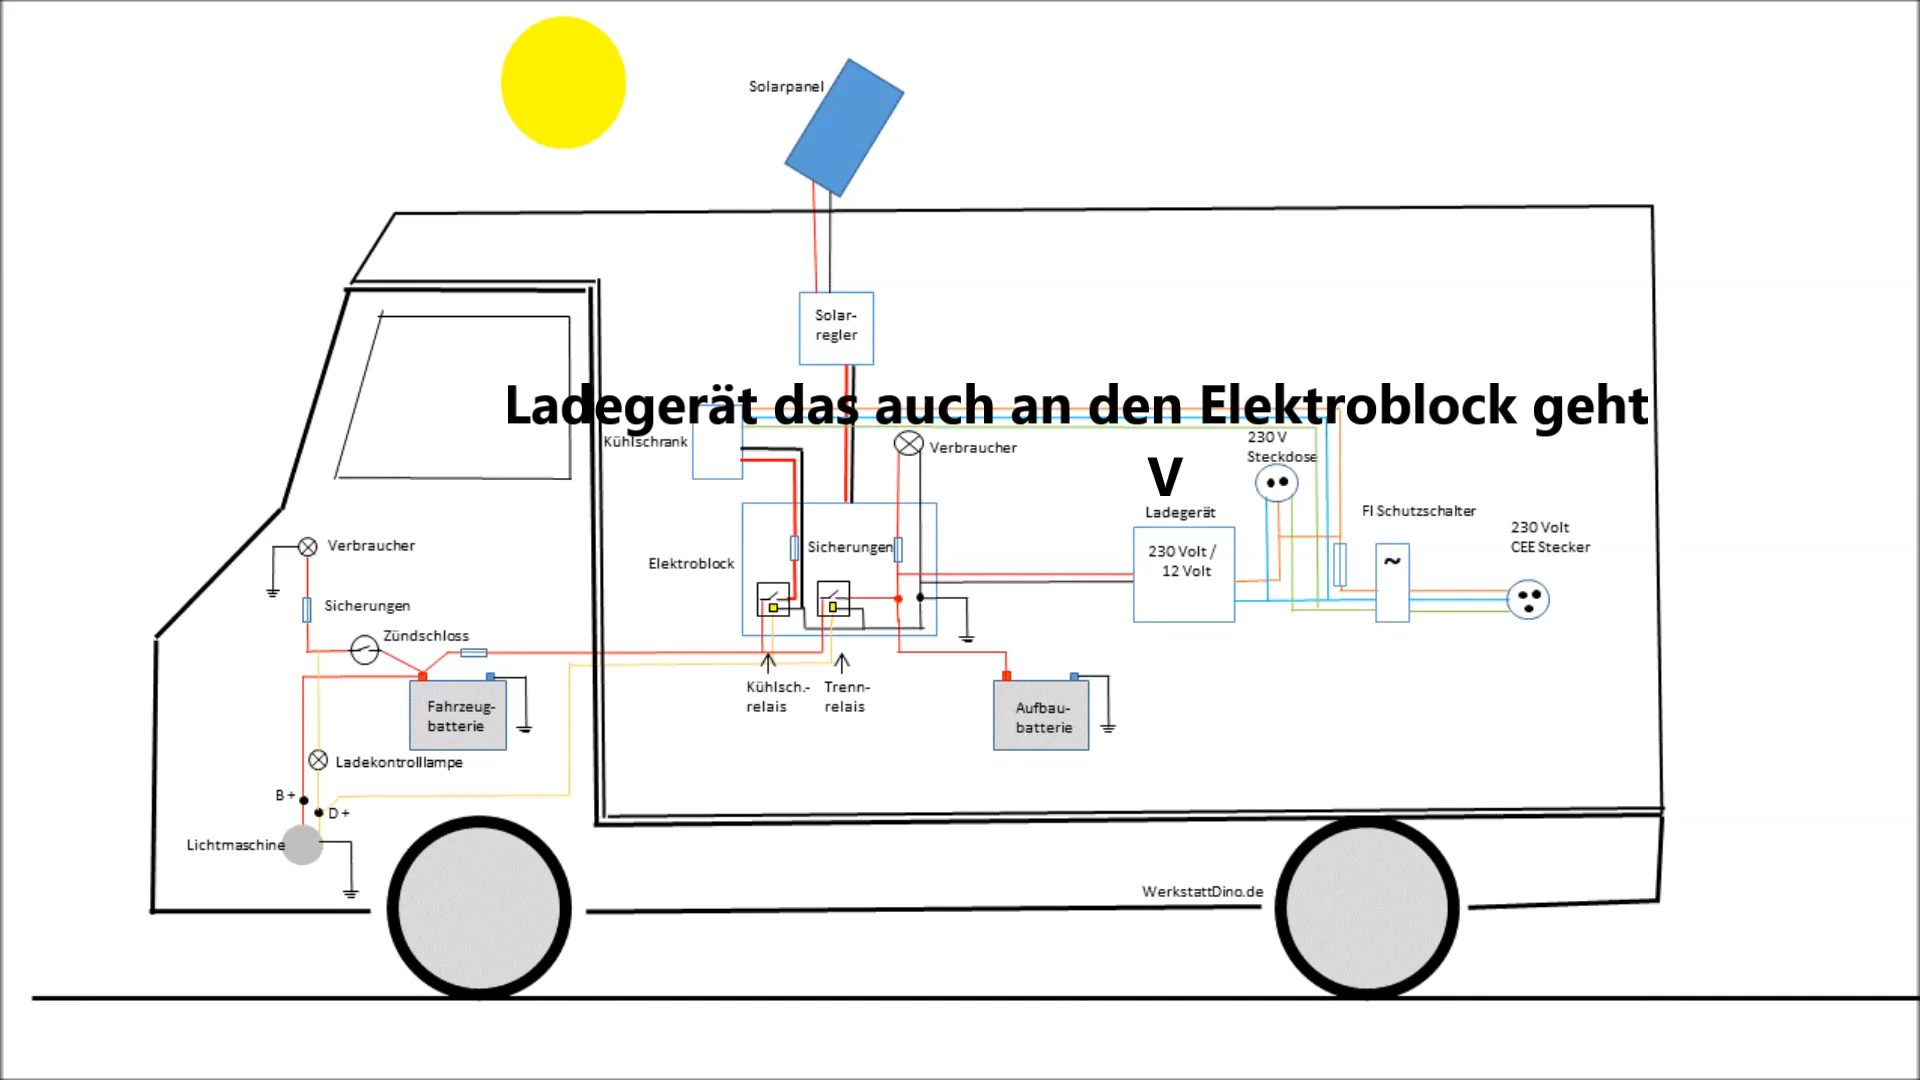 Solarpanel
Solar-
regler
Ladegerät das auch an den Elektroblock geht
V
Kühlschrank
Verbraucher
230 V
Steckdose
Ladegerät
230 Volt /
12 Volt
FI Schutzschalter
~
230 Volt
CEE Stecker
Elektroblock
Sicherungen
Verbraucher
Sicherungen
Zündschloss
Kühlsch.-
relais
Trenn-
relais
Fahrzeug-
batterie
Aufbau-
batterie
Ladekontrolllampe
B +
D +
Lichtmaschine
WerkstattDino.de